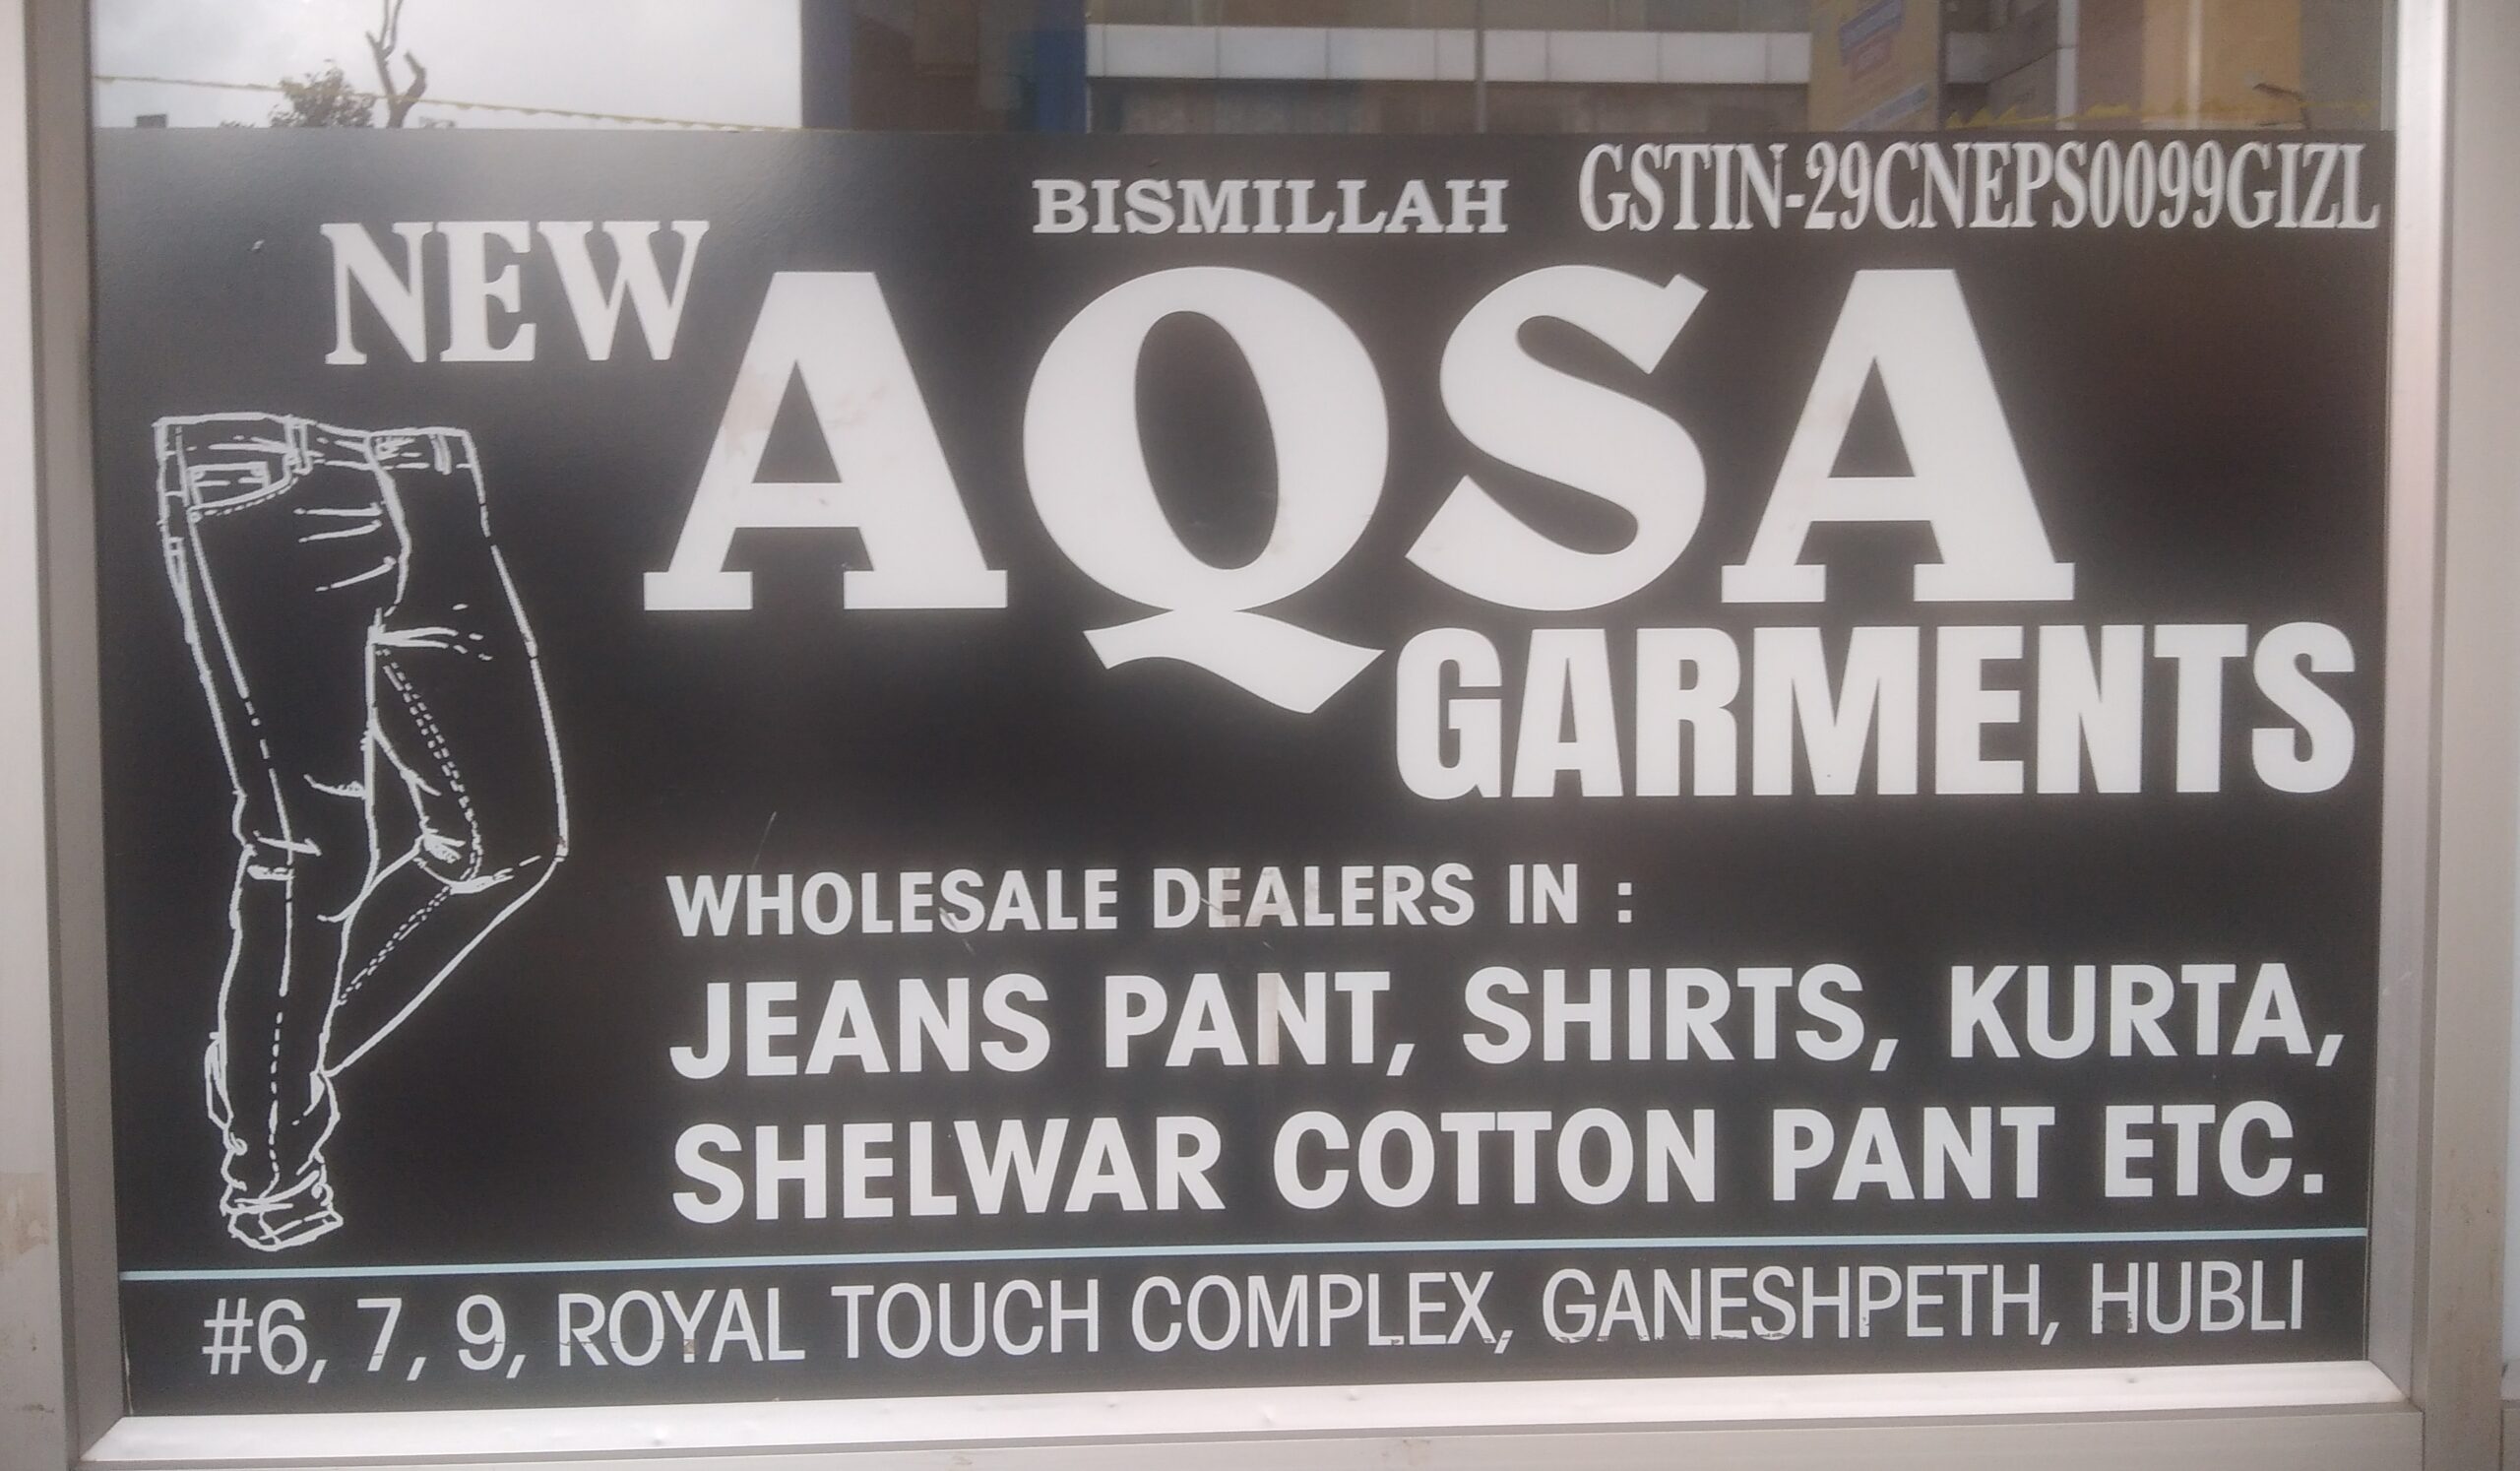 BISMILLAH GSTIN-29CNEPS0099GIZL
NEW AQSA
GARMENTS
WHOLESALE DEALERS IN :
JEANS PANT, SHIRTS, KURTA,
SHELWAR COTTON PANT ETC.
#6, 7, 9, ROYAL TOUCH COMPLEX, GANESHPETH, HUBLI